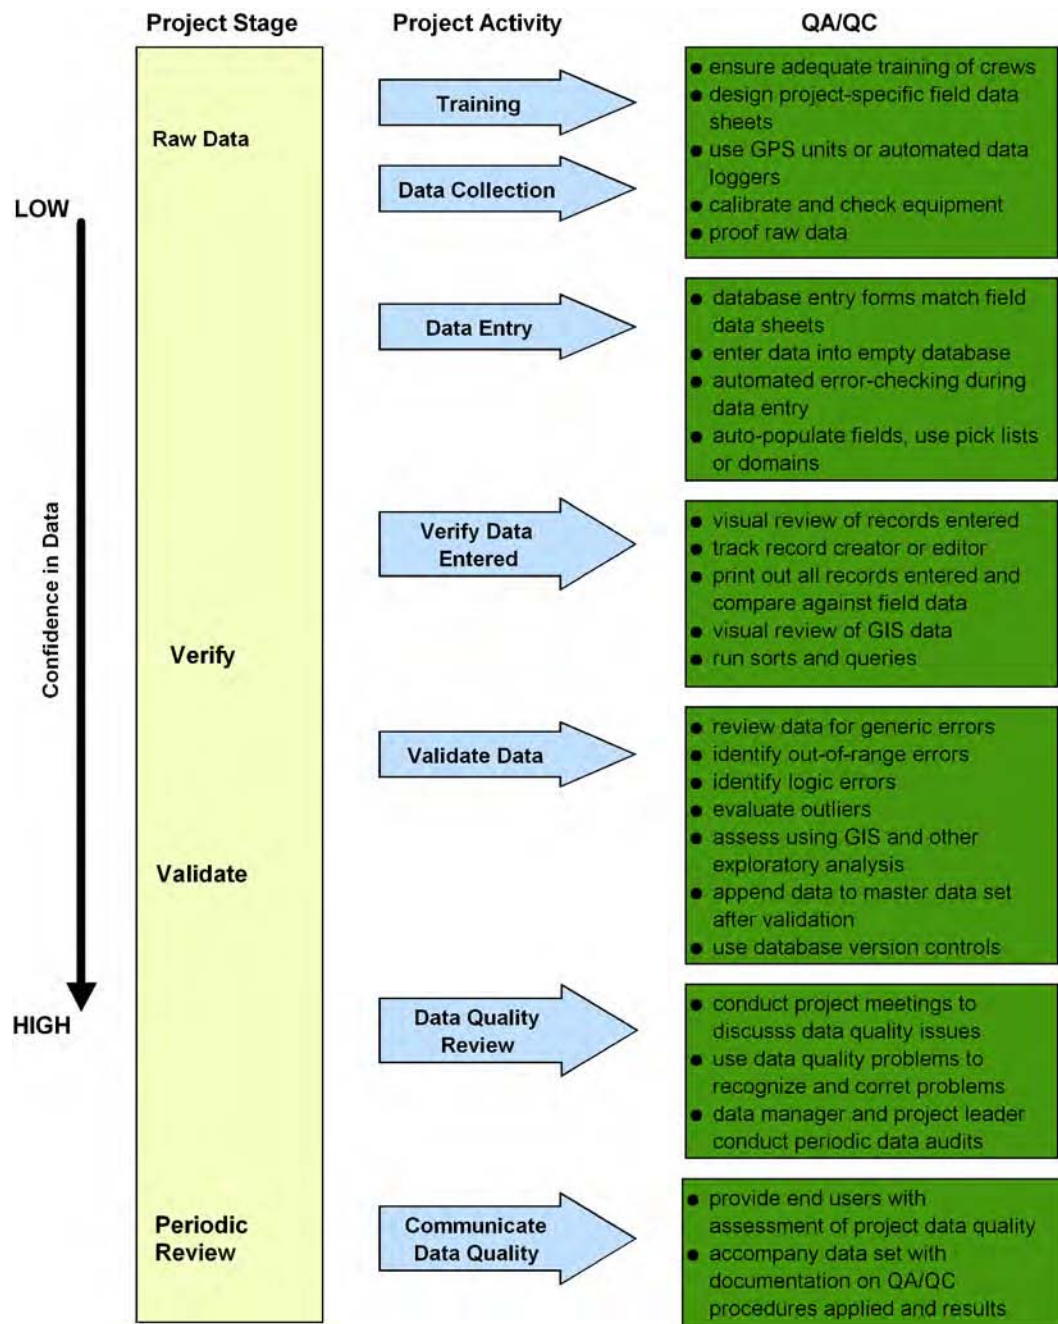 Project Stage
Project Activity
QA/QC
LOW
Confidence in Data
HIGH
Raw Data
Verify
Validate
Periodic
Review
Training
Data Collection
● ensure adequate training of crews
● design project-specific field data
sheets
● use GPS units or automated data
loggers
● calibrate and check equipment
● proof raw data
Data Entry
● database entry forms match field
data sheets
● enter data into empty database
● automated error-checking during
data entry
● auto-populate fields, use pick lists
or domains
Verify Data
Entered
● visual review of records entered
● track record creator or editor
● print out all records entered and
compare against field data
● visual review of GIS data
● run sorts and queries
Validate Data
● review data for generic errors
● identify out-of-range errors
● identify logic errors
● evaluate outliers
● assess using GIS and other
exploratory analysis
● append data to master data set
after validation
● use database version controls
Data Quality
Review
● conduct project meetings to
discusss data quality issues
● use data quality problems to
recognize and corret problems
● data manager and project leader
conduct periodic data audits
Communicate
Data Quality
● provide end users with
assessment of project data quality
● accompany data set with
documentation on QA/QC
procedures applied and results